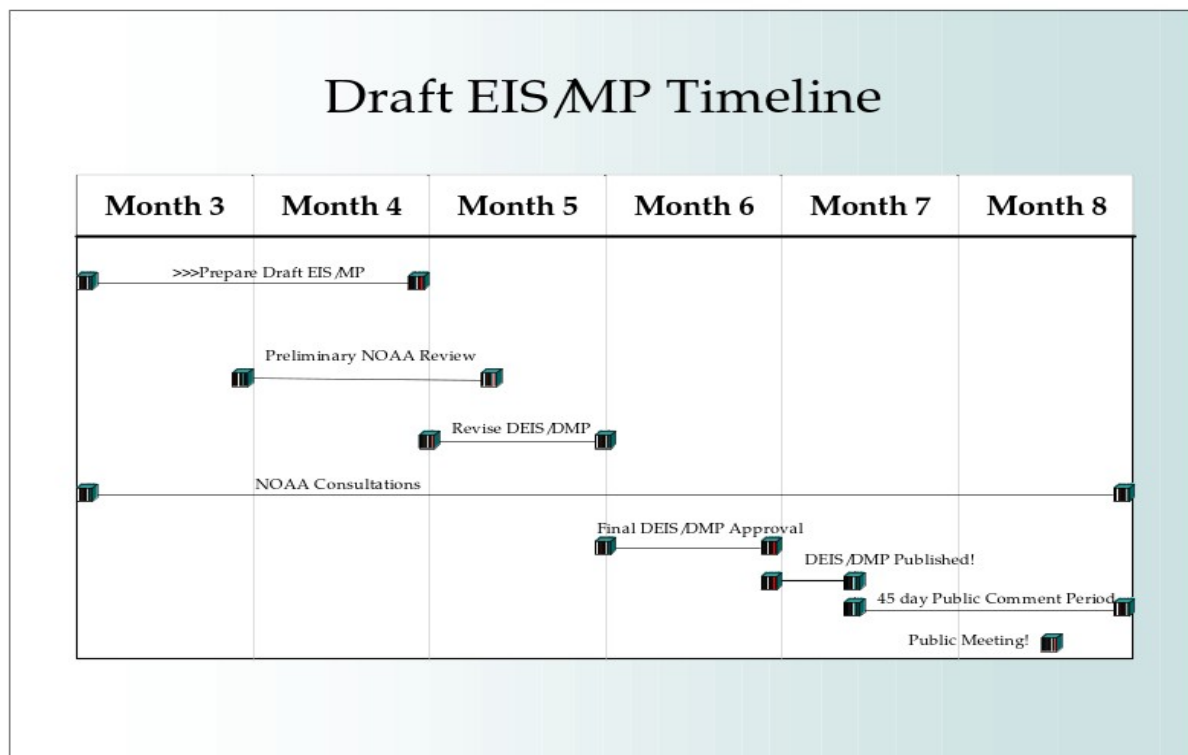 Draft EIS/MP Timeline
Month 3 Month 4 Month 5 Month 6 Month 7 Month 8
>>>Prepare Draft EIS/MP
Preliminary NOAA Review
Revise DEIS/DMP
NOAA Consultations
Final DEIS/DMP Approval
DEIS/DMP Published!
45 day Public Comment Period
Public Meeting!